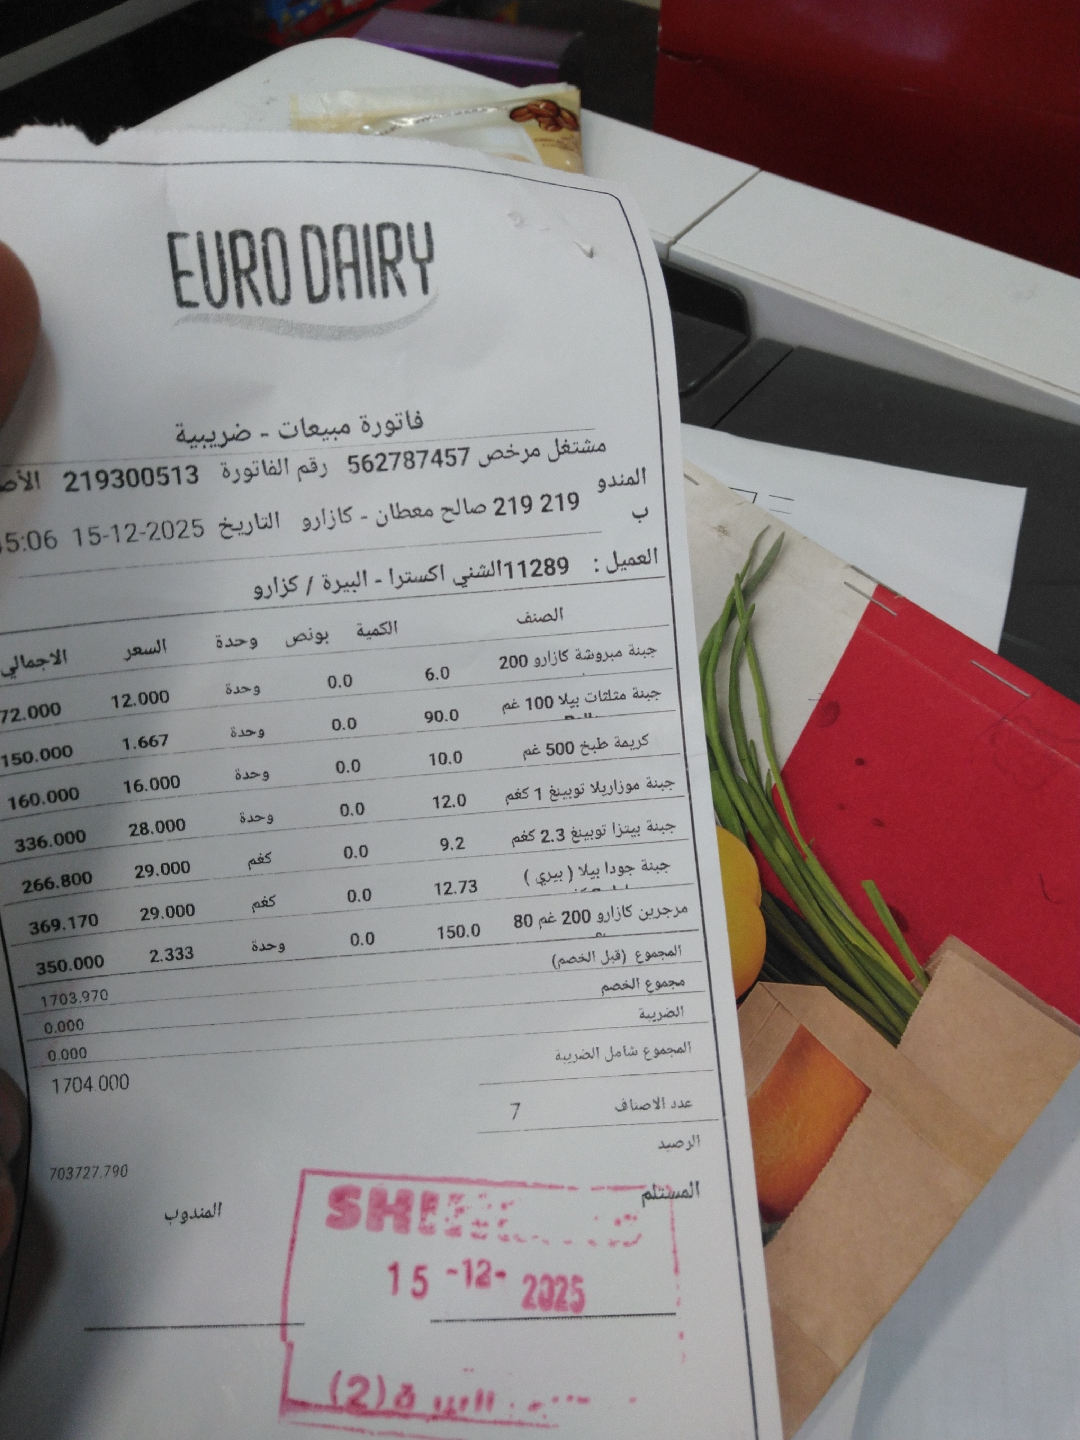 EURO DAIRY
فاتورة مبيعات - ضريبية
مشتغل مرخص 562787457 رقم الفاتورة 219300513
المندوب 219 219 صالح معطان - كازارو التاريخ 15-12-2025 5:06
العميل : 11289الشني اكسترا - البيرة / كزارو
الصنف الكمية بونص وحدة السعر الاجمالي
جبنة مبروشة كازارو 200 6.0 0.0 وحدة 12.000 72.000
جبنة مثلثات بيلا 100 غم 90.0 0.0 وحدة 1.667 150.000
كريمة طبخ 500 غم 10.0 0.0 وحدة 16.000 160.000
جبنة موزاريلا توبينغ 1 كغم 12.0 0.0 وحدة 28.000 336.000
جبنة بيتزا توبينغ 2.3 كغم 9.2 0.0 كغم 29.000 266.800
جبنة جودا بيلا ( بيري ) 12.73 0.0 كغم 29.000 369.170
مرجرين كازارو 200 غم 80 150.0 0.0 وحدة 2.333 350.000
المجموع (قبل الخصم) 1703.970
مجموع الخصم 0.000
الضريبة 0.000
المجموع شامل الضريبة 1704.000
عدد الاصناف 7
الرصيد 703727.790
المستلم المندوب
15 -12- 2025
(2)